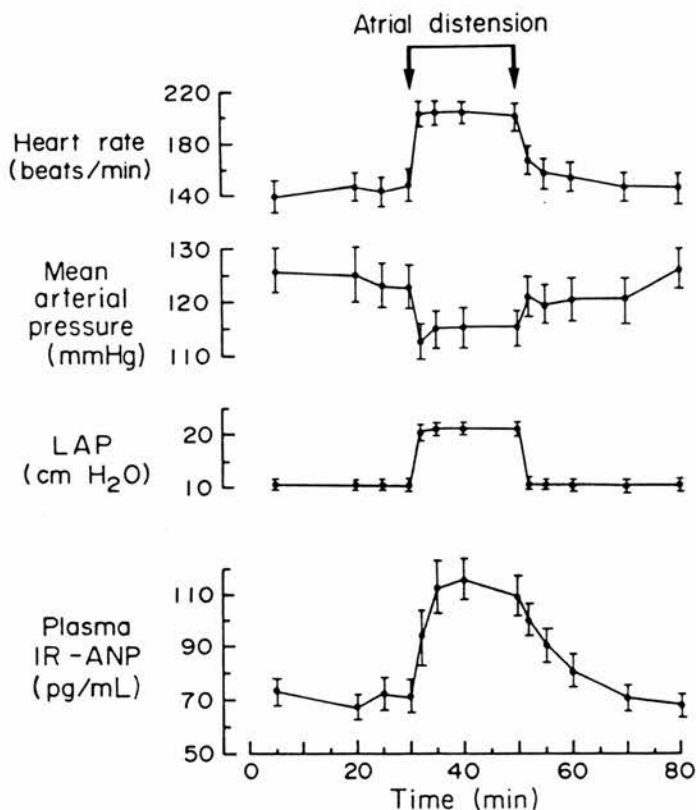 Atrial distension
220
180
140
Heart rate
(beats/min)
130
120
110
Mean
arterial
pressure
(mmHg)
20
10
LAP
(cm H₂O)
110
90
70
50
Plasma
IR-ANP
(pg/mL)
0 20 40 60 80
Time (min)